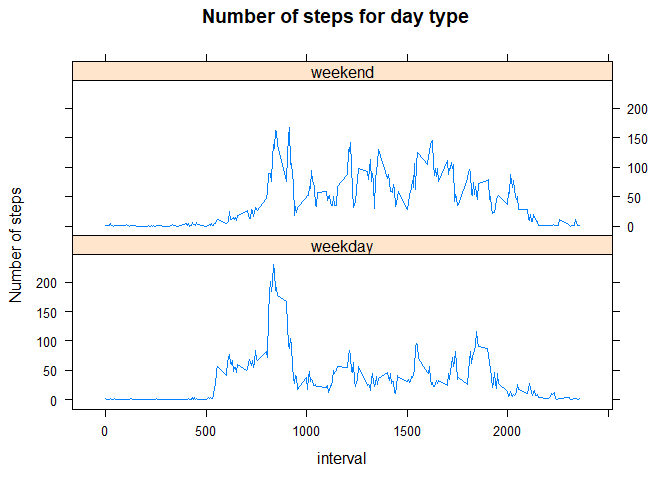 Number of steps for day type
weekend
200
150
100
50
0
weekday
200
150
100
50
0
Number of steps
0 500 1000 1500 2000
interval